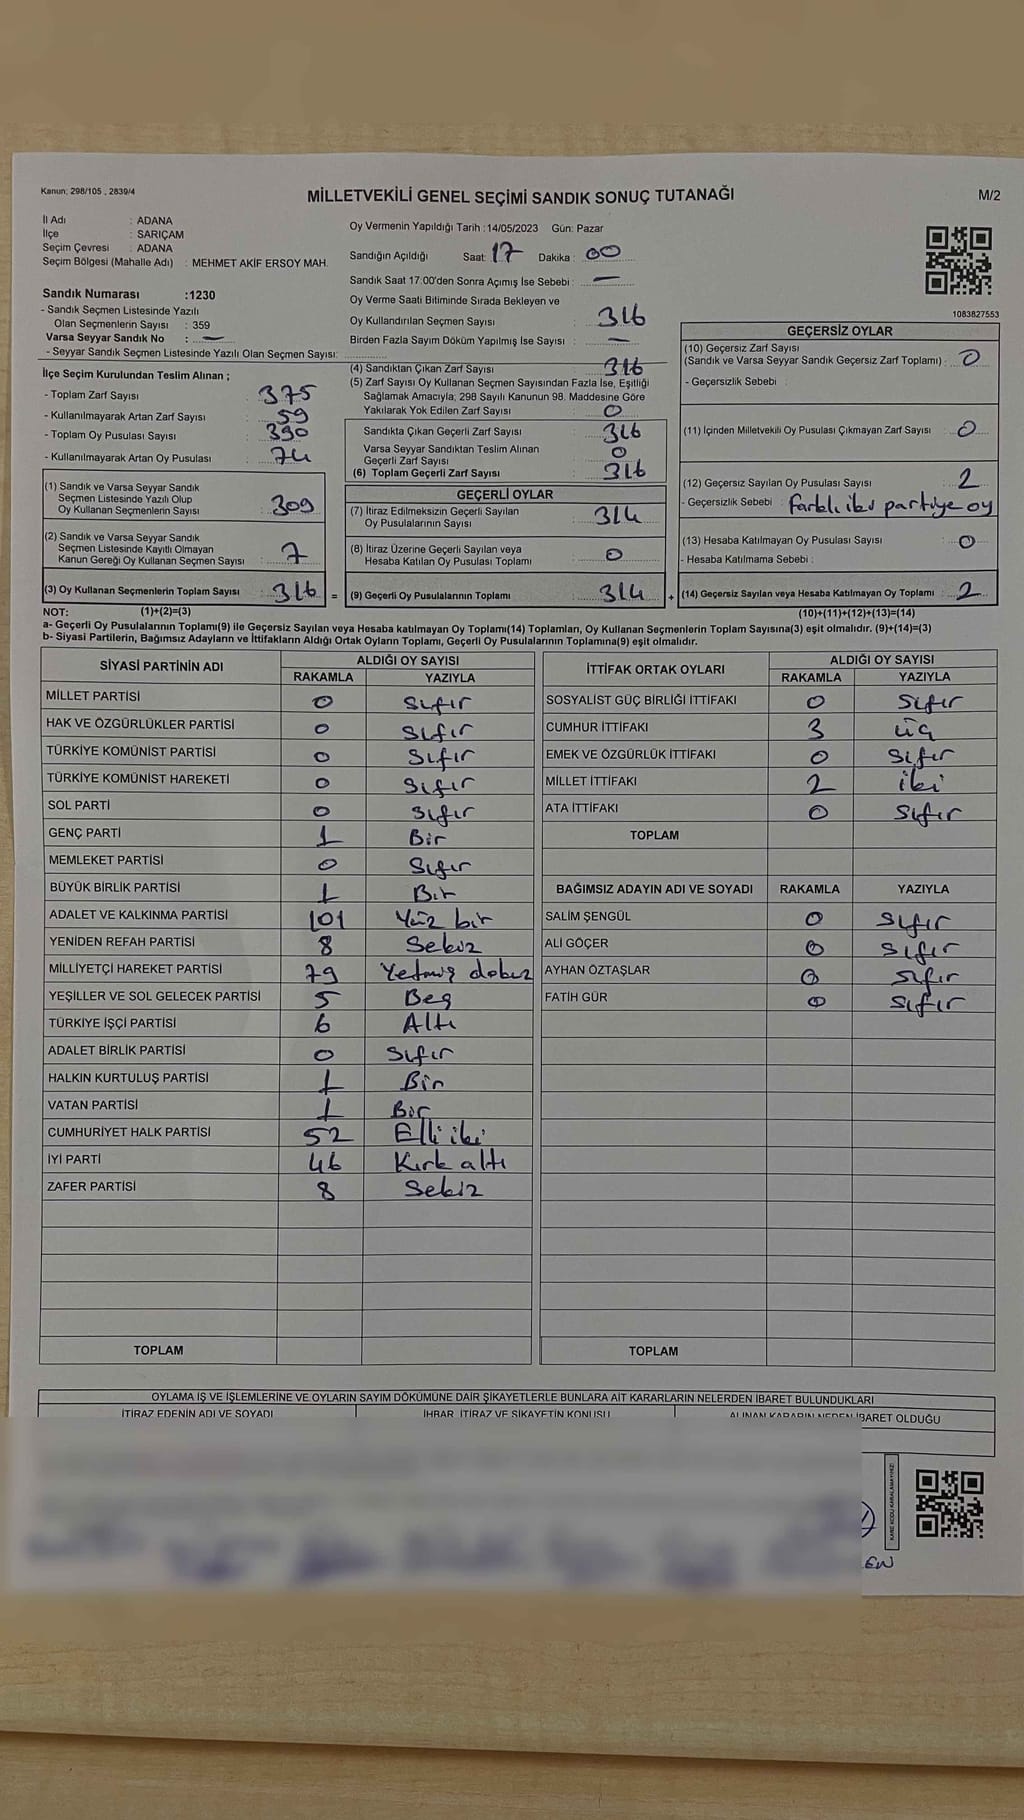 Kanun; 298/105 , 2839/4
MİLLETVEKİLİ GENEL SEÇİMİ SANDIK SONUÇ TUTANAĞI
M/2
İl Adı : ADANA
İlçe : SARIÇAM
Seçim Çevresi : ADANA
Seçim Bölgesi (Mahalle Adı) : MEHMET AKİF ERSOY MAH.
Sandık Numarası :1230
- Sandık Seçmen Listesinde Yazılı
Olan Seçmenlerin Sayısı : 359
Varsa Seyyar Sandık No : —
- Seyyar Sandık Seçmen Listesinde Yazılı Olan Seçmen Sayısı:
İlçe Seçim Kurulundan Teslim Alınan ;
- Toplam Zarf Sayısı : 375
- Kullanılmayarak Artan Zarf Sayısı : 59
- Toplam Oy Pusulası Sayısı : 390
- Kullanılmayarak Artan Oy Pusulası : 74
(1) Sandık ve Varsa Seyyar Sandık
Seçmen Listesinde Yazılı Olup
Oy Kullanan Seçmenlerin Sayısı : 309
(2) Sandık ve Varsa Seyyar Sandık
Seçmen Listesinde Kayıtlı Olmayan
Kanun Gereği Oy Kullanan Seçmen Sayısı : 7
(3) Oy Kullanan Seçmenlerin Toplam Sayısı : 316 =
Oy Vermenin Yapıldığı Tarih : 14/05/2023 Gün: Pazar
Sandığın Açıldığı Saat: 17 Dakika : 00
Sandık Saat 17:00'den Sonra Açımış İse Sebebi : —
Oy Verme Saati Bitiminde Sırada Bekleyen ve
Oy Kullandırılan Seçmen Sayısı : 316
Birden Fazla Sayım Döküm Yapılmış İse Sayısı : —
(4) Sandıktan Çıkan Zarf Sayısı : 316
(5) Zarf Sayısı Oy Kullanan Seçmen Sayısından Fazla İse, Eşitliği
Sağlamak Amacıyla; 298 Sayılı Kanunun 98. Maddesine Göre
Yakılarak Yok Edilen Zarf Sayısı : 0
Sandıkta Çıkan Geçerli Zarf Sayısı : 316
Varsa Seyyar Sandıktan Teslim Alınan
Geçerli Zarf Sayısı : 0
(6) Toplam Geçerli Zarf Sayısı : 316
GEÇERLİ OYLAR
(7) İtiraz Edilmeksizin Geçerli Sayılan
Oy Pusulalarının Sayısı : 314
(8) İtiraz Üzerine Geçerli Sayılan veya
Hesaba Katılan Oy Pusulası Toplamı : 0
(9) Geçerli Oy Pusulalarının Toplamı : 314 +
1083827553
GEÇERSİZ OYLAR
(10) Geçersiz Zarf Sayısı
(Sandık ve Varsa Seyyar Sandık Geçersiz Zarf Toplamı) : 0
- Geçersizlik Sebebi :
(11) İçinden Milletvekili Oy Pusulası Çıkmayan Zarf Sayısı : 0
(12) Geçersiz Sayılan Oy Pusulası Sayısı : 2
- Geçersizlik Sebebi : farklı iki partiye oy
(13) Hesaba Katılmayan Oy Pusulası Sayısı : 0
- Hesaba Katılmama Sebebi :
(14) Geçersiz Sayılan veya Hesaba Katılmayan Oy Toplamı : 2
NOT: (1)+(2)=(3) (10)+(11)+(12)+(13)=(14)
a- Geçerli Oy Pusulalarının Toplamı(9) ile Geçersiz Sayılan veya Hesaba katılmayan Oy Toplamı(14) Toplamları, Oy Kullanan Seçmenlerin Toplam Sayısına(3) eşit olmalıdır. (9)+(14)=(3)
b- Siyasi Partilerin, Bağımsız Adayların ve İttifakların Aldığı Ortak Oyların Toplamı, Geçerli Oy Pusulalarının Toplamına(9) eşit olmalıdır.
SİYASİ PARTİNİN ADI ALDIĞI OY SAYISI
RAKAMLA YAZIYLA
MİLLET PARTİSİ 0 Sıfır
HAK VE ÖZGÜRLÜKLER PARTİSİ 0 Sıfır
TÜRKİYE KOMÜNİST PARTİSİ 0 Sıfır
TÜRKİYE KOMÜNİST HAREKETİ 0 Sıfır
SOL PARTİ 0 Sıfır
GENÇ PARTİ 1 Bir
MEMLEKET PARTİSİ 0 Sıfır
BÜYÜK BİRLİK PARTİSİ 1 Bir
ADALET VE KALKINMA PARTİSİ 101 Yüz bir
YENİDEN REFAH PARTİSİ 8 Sekiz
MİLLİYETÇİ HAREKET PARTİSİ 79 Yetmiş dokuz
YEŞİLLER VE SOL GELECEK PARTİSİ 5 Beş
TÜRKİYE İŞÇİ PARTİSİ 6 Altı
ADALET BİRLİK PARTİSİ 0 Sıfır
HALKIN KURTULUŞ PARTİSİ 1 Bir
VATAN PARTİSİ 1 Bir
CUMHURİYET HALK PARTİSİ 52 Elli iki
İYİ PARTİ 46 Kırk altı
ZAFER PARTİSİ 8 Sekiz
TOPLAM
İTTİFAK ORTAK OYLARI ALDIĞI OY SAYISI
RAKAMLA YAZIYLA
SOSYALİST GÜÇ BİRLİĞİ İTTİFAKI 0 Sıfır
CUMHUR İTTİFAKI 3 üç
EMEK VE ÖZGÜRLÜK İTTİFAKI 0 Sıfır
MİLLET İTTİFAKI 2 iki
ATA İTTİFAKI 0 Sıfır
TOPLAM
BAĞIMSIZ ADAYIN ADI VE SOYADI RAKAMLA YAZIYLA
SALİM ŞENGÜL 0 Sıfır
ALİ GÖÇER 0 Sıfır
AYHAN ÖZTAŞLAR 0 Sıfır
FATİH GÜR 0 Sıfır
TOPLAM
OYLAMA İŞ VE İŞLEMLERİNE VE OYLARIN SAYIM DÖKÜMÜNE DAİR ŞİKAYETLERLE BUNLARA AİT KARARLARIN NELERDEN İBARET BULUNDUKLARI
İTİRAZ EDENİN ADI VE SOYADI İHBAR, İTİRAZ VE ŞİKAYETİN KONUSU ALINAN KARARIN NEDEN İBARET OLDUĞU
KARE KODU KARALAMAYINIZ!